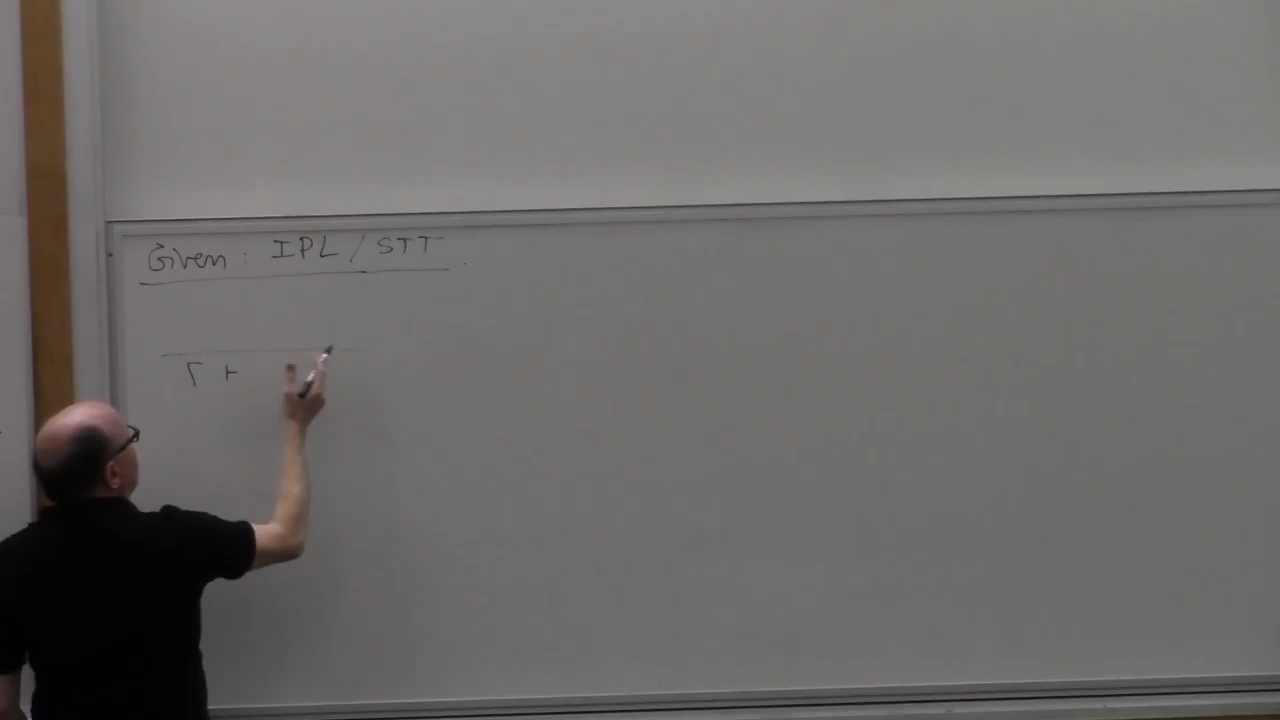 Given: IPL / STT
Γ ⊢